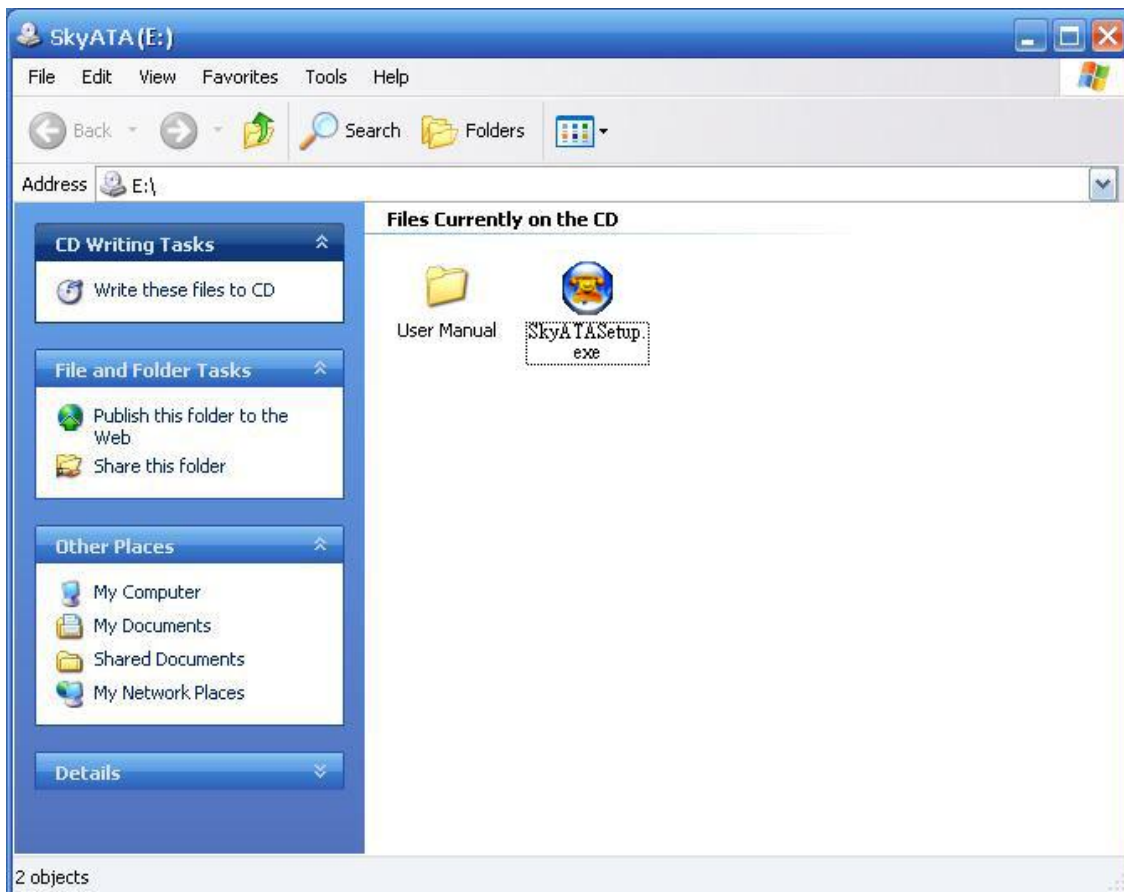 SkyATA (E:)
File Edit View Favorites Tools Help
Back Search Folders
Address E:\
Files Currently on the CD
CD Writing Tasks
Write these files to CD
User Manual
SkyATASetup.
exe
File and Folder Tasks
Publish this folder to the
Web
Share this folder
Other Places
My Computer
My Documents
Shared Documents
My Network Places
Details
2 objects